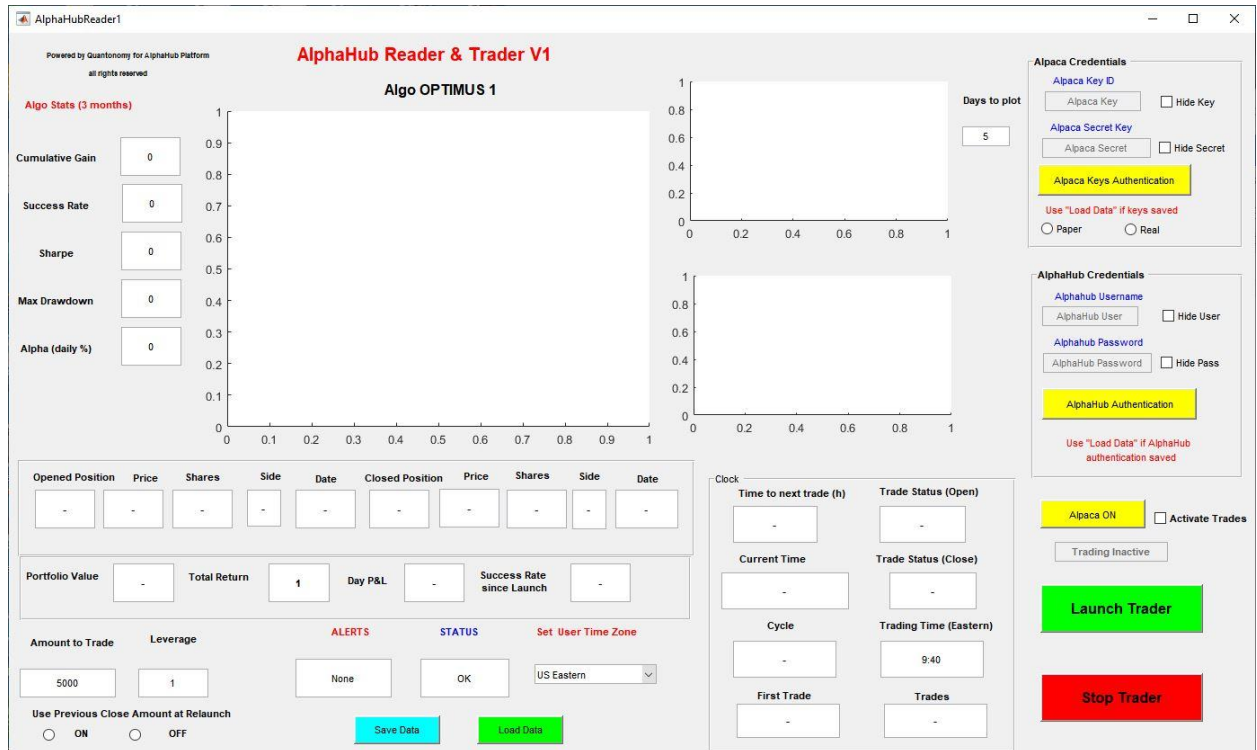 AlphaHubReader1
Powered by Quantonomy for AlphaHub Platform
all rights reserved
AlphaHub Reader & Trader V1
Algo Stats (3 months)
Cumulative Gain
0
Success Rate
0
Sharpe
0
Max Drawdown
0
Alpha (daily %)
0
Algo OPTIMUS 1
1
0.9
0.8
0.7
0.6
0.5
0.4
0.3
0.2
0.1
0
0 0.1 0.2 0.3 0.4 0.5 0.6 0.7 0.8 0.9 1
1
0.8
0.6
0.4
0.2
0
0 0.2 0.4 0.6 0.8 1
Days to plot
5
1
0.8
0.6
0.4
0.2
0
0 0.2 0.4 0.6 0.8 1
Alpaca Credentials
Alpaca Key ID
Alpaca Key Hide Key
Alpaca Secret Key
Alpaca Secret Hide Secret
Alpaca Keys Authentication
Use "Load Data" if keys saved
Paper Real
AlphaHub Credentials
Alphahub Username
AlphaHub User Hide User
Alphahub Password
AlphaHub Password Hide Pass
AlphaHub Authentication
Use "Load Data" if AlphaHub
authentication saved
Opened Position Price Shares Side Date Closed Position Price Shares Side Date
- - - - - - - - - -
Portfolio Value - Total Return 1 Day P&L - Success Rate
since Launch -
Amount to Trade Leverage
5000 1
Use Previous Close Amount at Relaunch
ON OFF
ALERTS STATUS Set User Time Zone
None OK US Eastern
Save Data Load Data
Clock
Time to next trade (h) Trade Status (Open)
- -
Current Time Trade Status (Close)
- -
Cycle Trading Time (Eastern)
- 9:40
First Trade Trades
- -
Alpaca ON Activate Trades
Trading Inactive
Launch Trader
Stop Trader